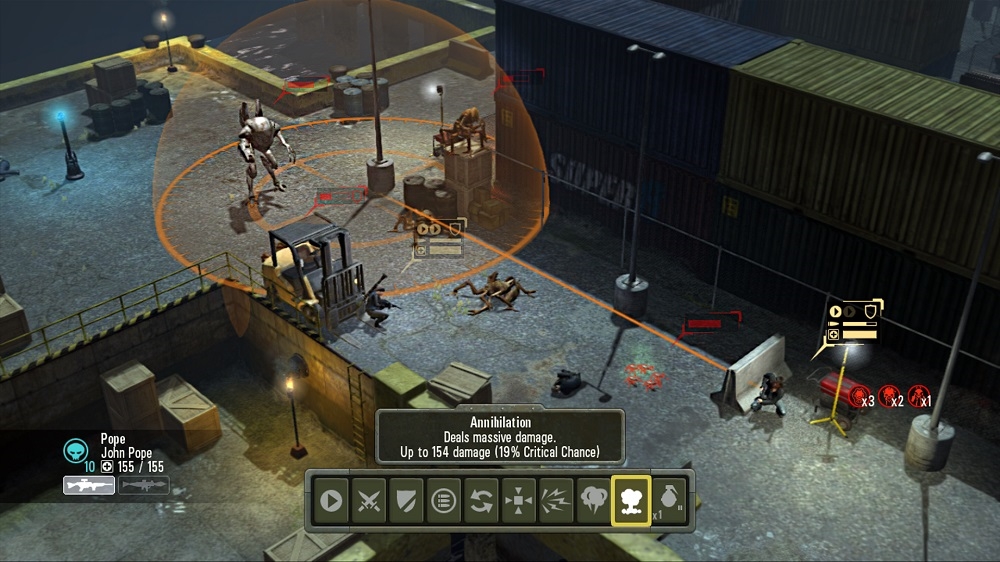 SUPER
x3 x2 x1
Annihilation
Deals massive damage.
Up to 154 damage (19% Critical Chance)
Pope
John Pope
10 155 / 155
x1